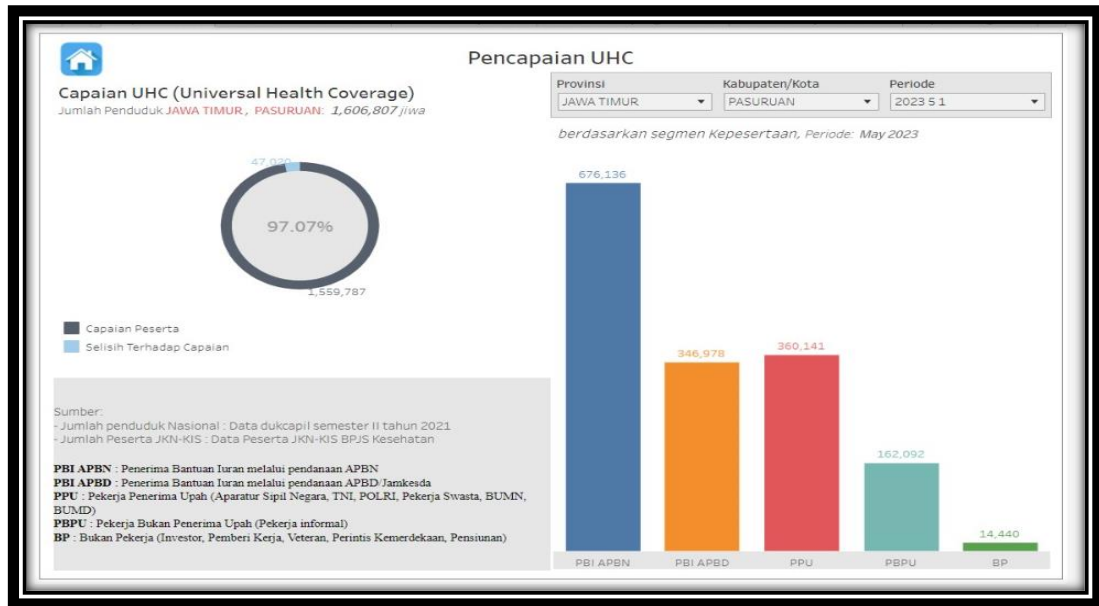 Pencapaian UHC
Capaian UHC (Universal Health Coverage)
Jumlah Penduduk JAWA TIMUR, PASURUAN: 1,606,807 jiwa
Provinsi
JAWA TIMUR
Kabupaten/Kota
PASURUAN
Periode
2023 5 1
berdasarkan segmen Kepesertaan, Periode: May 2023
47,020
97.07%
1,559,787
Capaian Peserta
Selisih Terhadap Capaian
676,136
346,978
360,141
162,092
14,440
PBI APBN
PBI APBD
PPU
PBPU
BP
Sumber:
- Jumlah penduduk Nasional : Data dukcapil semester II tahun 2021
- Jumlah Peserta JKN-KIS : Data Peserta JKN-KIS BPJS Kesehatan
PBI APBN : Penerima Bantuan Iuran melalui pendanaan APBN
PBI APBD : Penerima Bantuan Iuran melalui pendanaan APBD/Jamkesda
PPU : Pekerja Penerima Upah (Aparatur Sipil Negara, TNI, POLRI, Pekerja Swasta, BUMN,
BUMD)
PBPU : Pekerja Bukan Penerima Upah (Pekerja informal)
BP : Bukan Pekerja (Investor, Pemberi Kerja, Veteran, Perintis Kemerdekaan, Pensiunan)